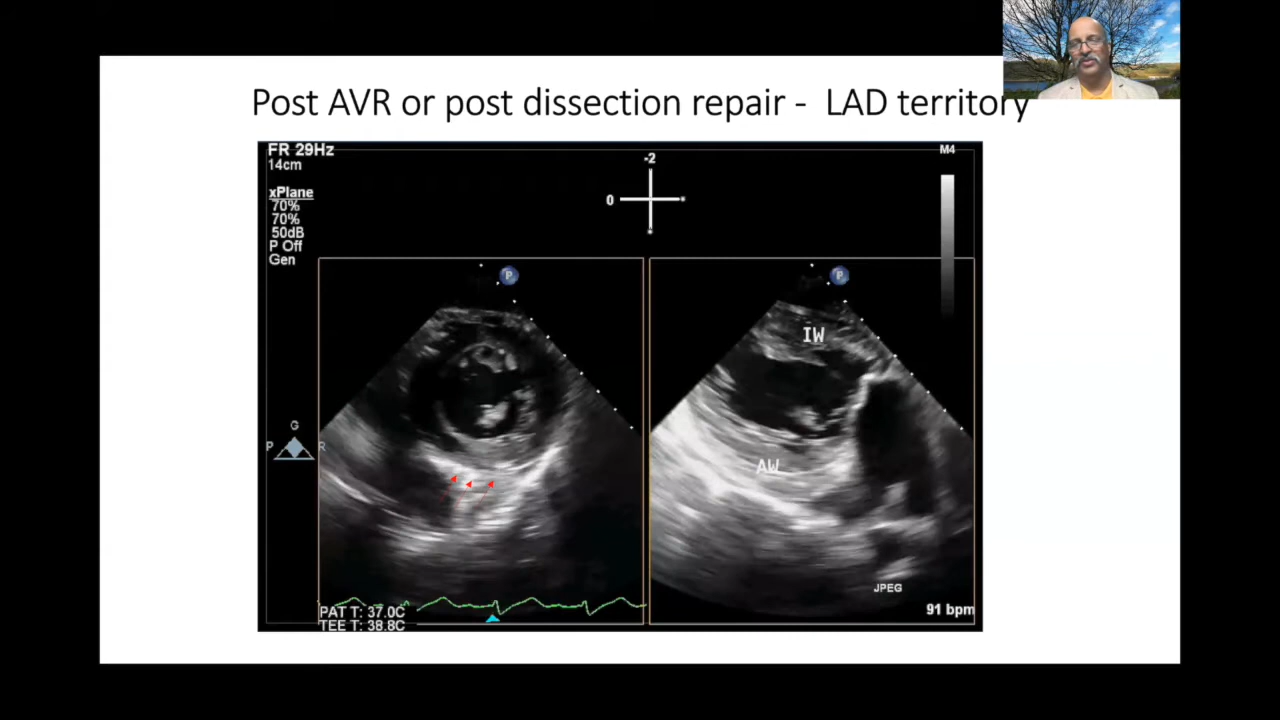 Post AVR or post dissection repair - LAD territory
FR 29Hz
14cm
M4
-2
0
xPlane
70%
70%
50dB
P Off
Gen
P
P
IW
G
P
R
AW
JPEG
PAT T: 37.0C
TEE T: 38.8C
91 bpm